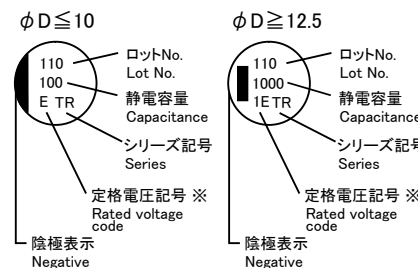 φD≦10
110
100
E TR
ロットNo.
Lot No.
静電容量
Capacitance
シリーズ記号
Series
定格電圧記号 ※
Rated voltage
code
陰極表示
Negative
φD≧12.5
110
1000
1E TR
ロットNo.
Lot No.
静電容量
Capacitance
シリーズ記号
Series
定格電圧記号 ※
Rated voltage
code
陰極表示
Negative